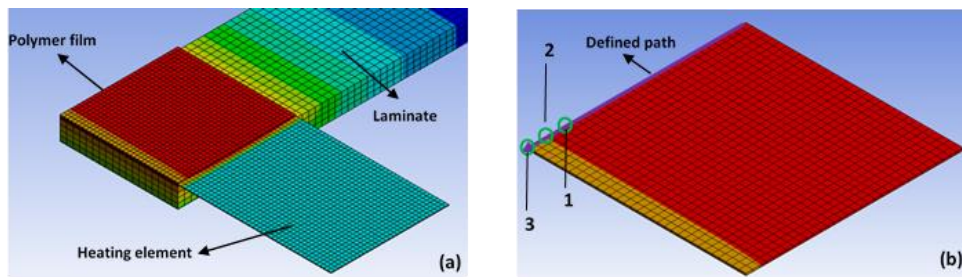 Polymer film
Laminate
Heating element
(a)
2
Defined path
1
3
(b)